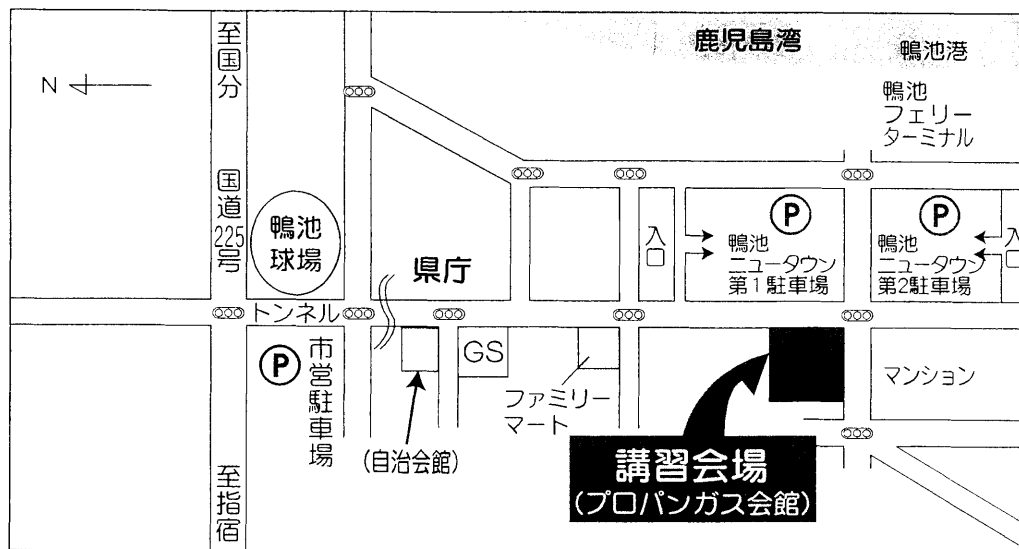 N
至国分
国道225号
至指宿
鴨池
球場
トンネル
P
市営駐車場
県庁
(自治会館)
GS
ファミリー
マート
鹿児島湾
鴨池港
鴨池
フェリー
ターミナル
入口
P
鴨池
ニュータウン
第1駐車場
P
鴨池
ニュータウン
第2駐車場
入口
マンション
講習会場
(プロパンガス会館)